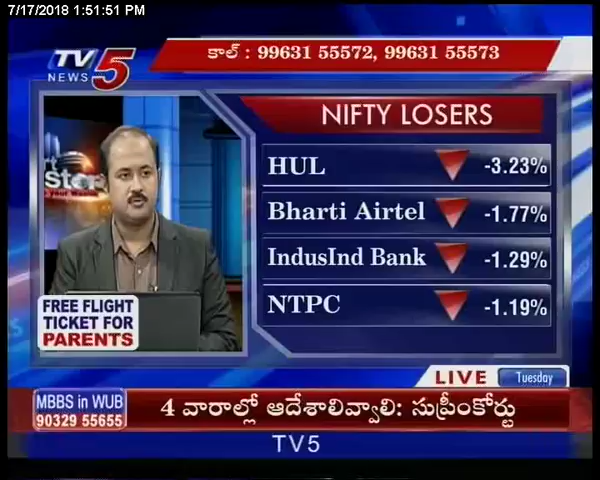 7/17/2018 1:51:51 PM
TV5
NEWS
కాల్ : 99631 55572, 99631 55573
NIFTY LOSERS
HUL -3.23%
Bharti Airtel -1.77%
IndusInd Bank -1.29%
NTPC -1.19%
FREE FLIGHT
TICKET FOR
PARENTS
LIVE Tuesday
MBBS in WUB
90329 55655
4 వారాల్లో ఆదేశాలివ్వాలి: సుప్రీంకోర్టు
TV5